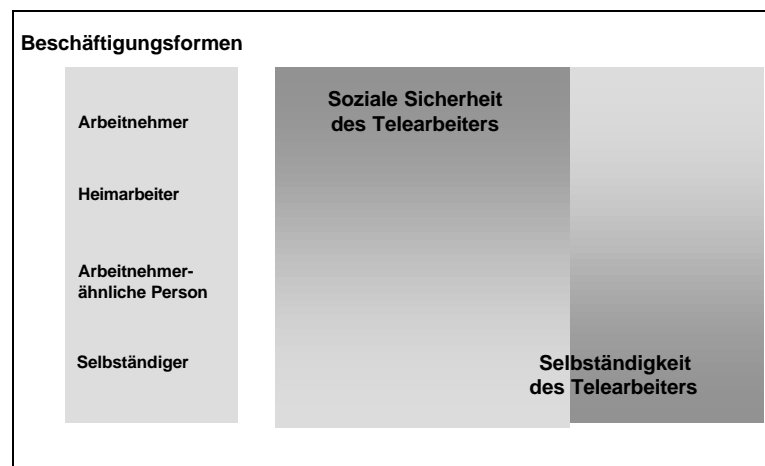 Beschäftigungsformen
Soziale Sicherheit
des Telearbeiters
Arbeitnehmer
Heimarbeiter
Arbeitnehmer-
ähnliche Person
Selbständiger
Selbständigkeit
des Telearbeiters